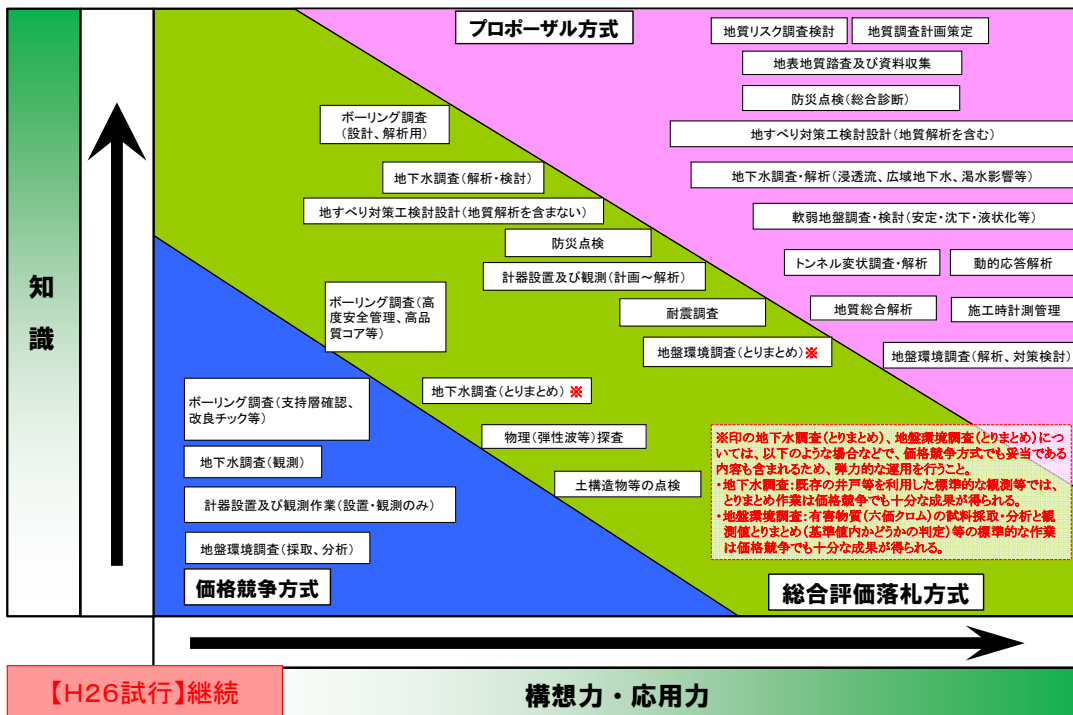 プロポーザル方式
地質リスク調査検討
地質調査計画策定
地表地質踏査及び資料収集
防災点検(総合診断)
ボーリング調査
(設計、解析用)
地すべり対策工検討設計(地質解析を含む)
地下水調査(解析・検討)
地下水調査・解析(浸透流、広域地下水、渇水影響等)
地すべり対策工検討設計(地質解析を含まない)
軟弱地盤調査・検討(安定・沈下・液状化等)
防災点検
トンネル変状調査・解析
動的応答解析
計器設置及び観測(計画～解析)
知
識
ボーリング調査(高
度安全管理、高品
質コア等)
耐震調査
地質総合解析
施工時計測管理
地盤環境調査(とりまとめ)※
地盤環境調査(解析、対策検討)
ボーリング調査(支持層確認、
改良チック等)
地下水調査(とりまとめ)※
物理(弾性波等)探査
地下水調査(観測)
土構造物等の点検
計器設置及び観測作業(設置・観測のみ)
地盤環境調査(採取、分析)
※印の地下水調査(とりまとめ)、地盤環境調査(とりまとめ)につ
いては、以下のような場合などで、価格競争方式でも妥当である
内容も含まれるため、弾力的な運用を行うこと。
・地下水調査：既存の井戸等を利用した標準的な観測等では、
とりまとめ作業は価格競争でも十分な成果が得られる。
・地盤環境調査：有害物質(六価クロム)の試料採取・分析と観
測値とりまとめ(基準値内かどうかの判定)等の標準的な作業
は価格競争でも十分な成果が得られる。
価格競争方式
総合評価落札方式
【H26試行】継続
構想力・応用力